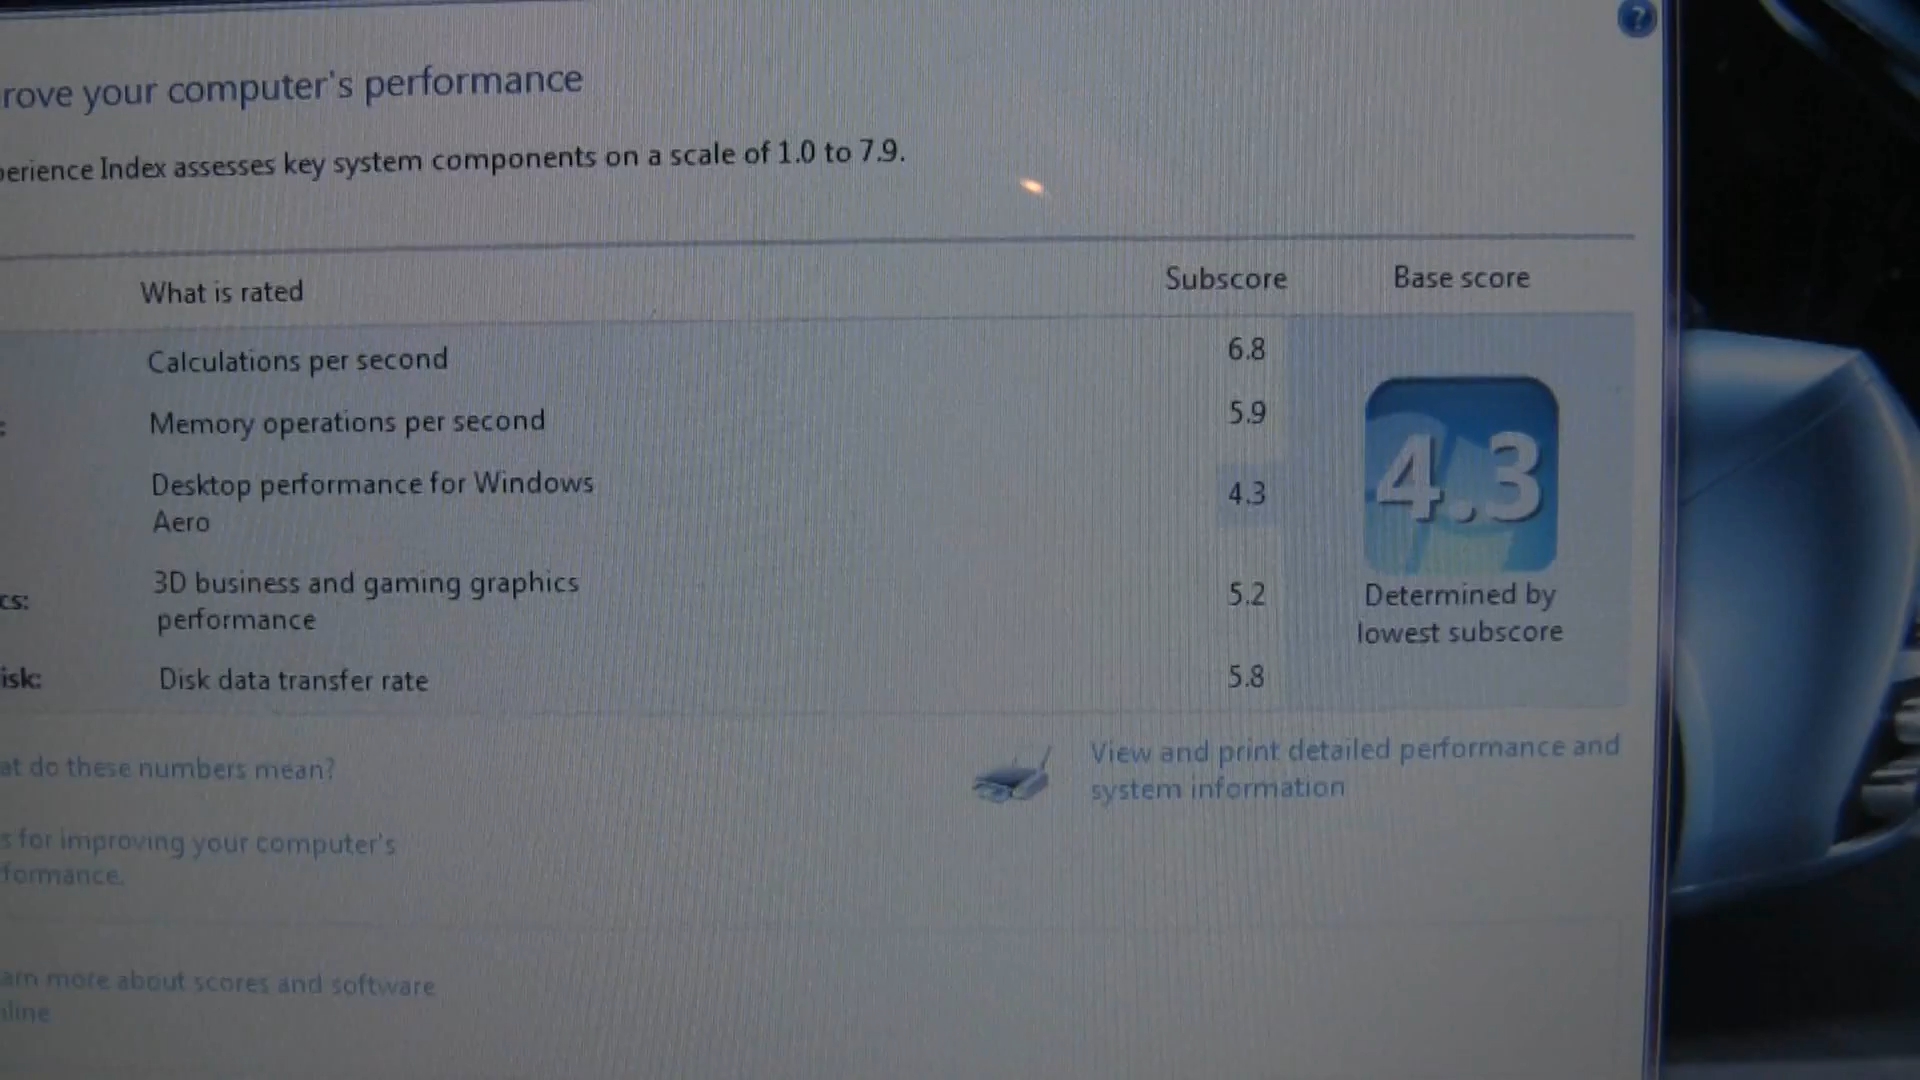 ?
rove your computer's performance
erience Index assesses key system components on a scale of 1.0 to 7.9.
What is rated Subscore Base score
Calculations per second 6.8
: Memory operations per second 5.9
Desktop performance for Windows
Aero 4.3
4.3
cs: 3D business and gaming graphics
performance 5.2
Determined by
lowest subscore
isk: Disk data transfer rate 5.8
at do these numbers mean?
View and print detailed performance and
system information
s for improving your computer's
formance.
arn more about scores and software
line